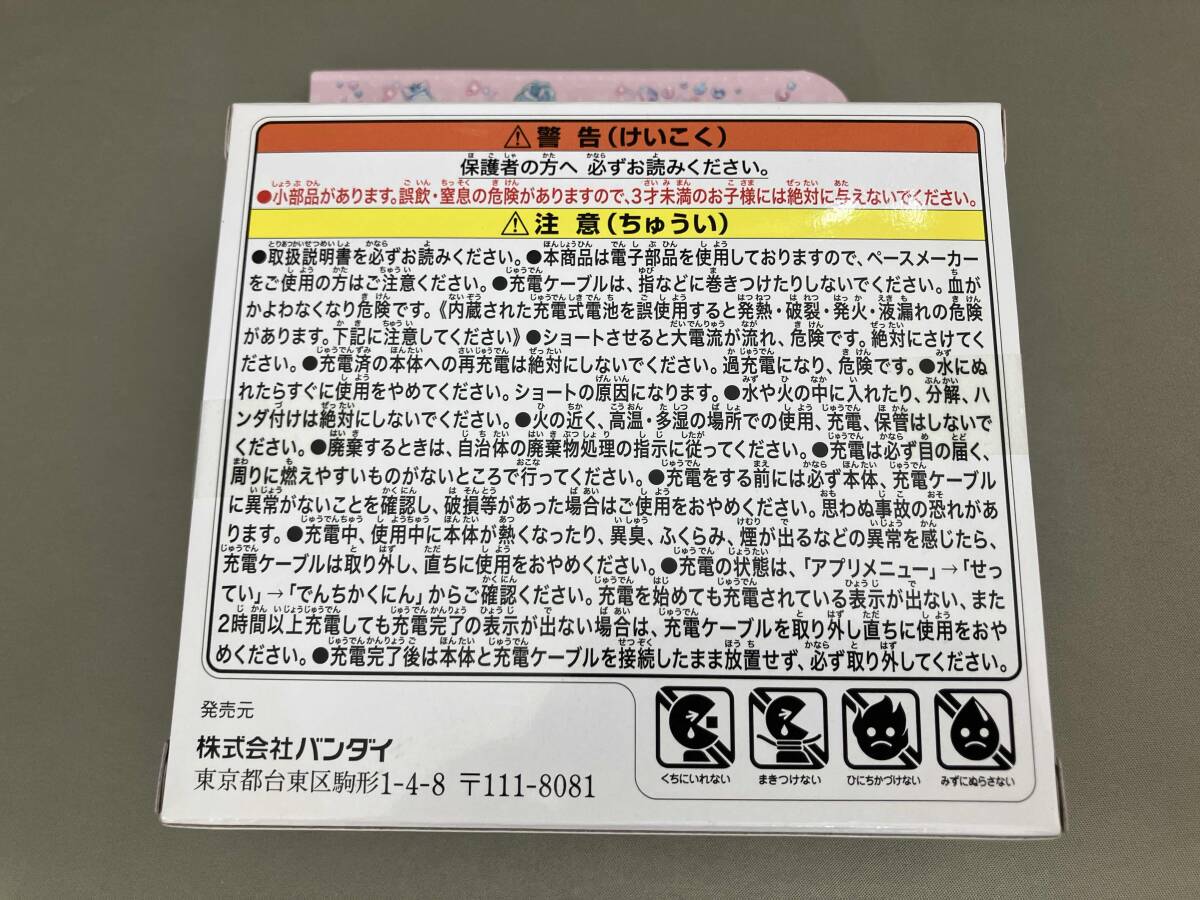 ⚠警告(けいこく)
保護者の方へ 必ずお読みください。
●小部品があります。誤飲・窒息の危険がありますので、3才未満のお子様には絶対に与えないでください。
⚠注意(ちゅうい)
●取扱説明書を必ずお読みください。●本商品は電子部品を使用しておりますので、ペースメーカー
をご使用の方はご注意ください。●充電ケーブルは、指などに巻きつけたりしないでください。血が
かよわなくなり危険です。《内蔵された充電式電池を誤使用すると発熱・破裂・発火・液漏れの危険
があります。下記に注意してください》●ショートさせると大電流が流れ、危険です。絶対にさけてく
ださい。●充電済の本体への再充電は絶対にしないでください。過充電になり、危険です。●水にぬ
れたらすぐに使用をやめてください。ショートの原因になります。●水や火の中に入れたり、分解、ハ
ンダ付けは絶対にしないでください。●火の近く、高温・多湿の場所での使用、充電、保管はしないで
ください。●廃棄するときは、自治体の廃棄物処理の指示に従ってください。●充電は必ず目の届く、
周りに燃えやすいものがないところで行ってください。●充電をする前には必ず本体、充電ケーブル
に異常がないことを確認し、破損等があった場合はご使用をおやめください。思わぬ事故の恐れがあ
ります。●充電中、使用中に本体が熱くなったり、異臭、ふくらみ、煙が出るなどの異常を感じたら、
充電ケーブルは取り外し、直ちに使用をおやめください。●充電の状態は、「アプリメニュー」→「せっ
てい」→「でんちかくにん」からご確認ください。充電を始めても充電されている表示が出ない、また
2時間以上充電しても充電完了の表示が出ない場合は、充電ケーブルを取り外し直ちに使用をおや
めください。●充電完了後は本体と充電ケーブルを接続したまま放置せず、必ず取り外してください。
発売元
株式会社バンダイ
東京都台東区駒形1-4-8 〒111-8081
くちにいれない
まきつけない
ひにちかづけない
みずにぬらさない